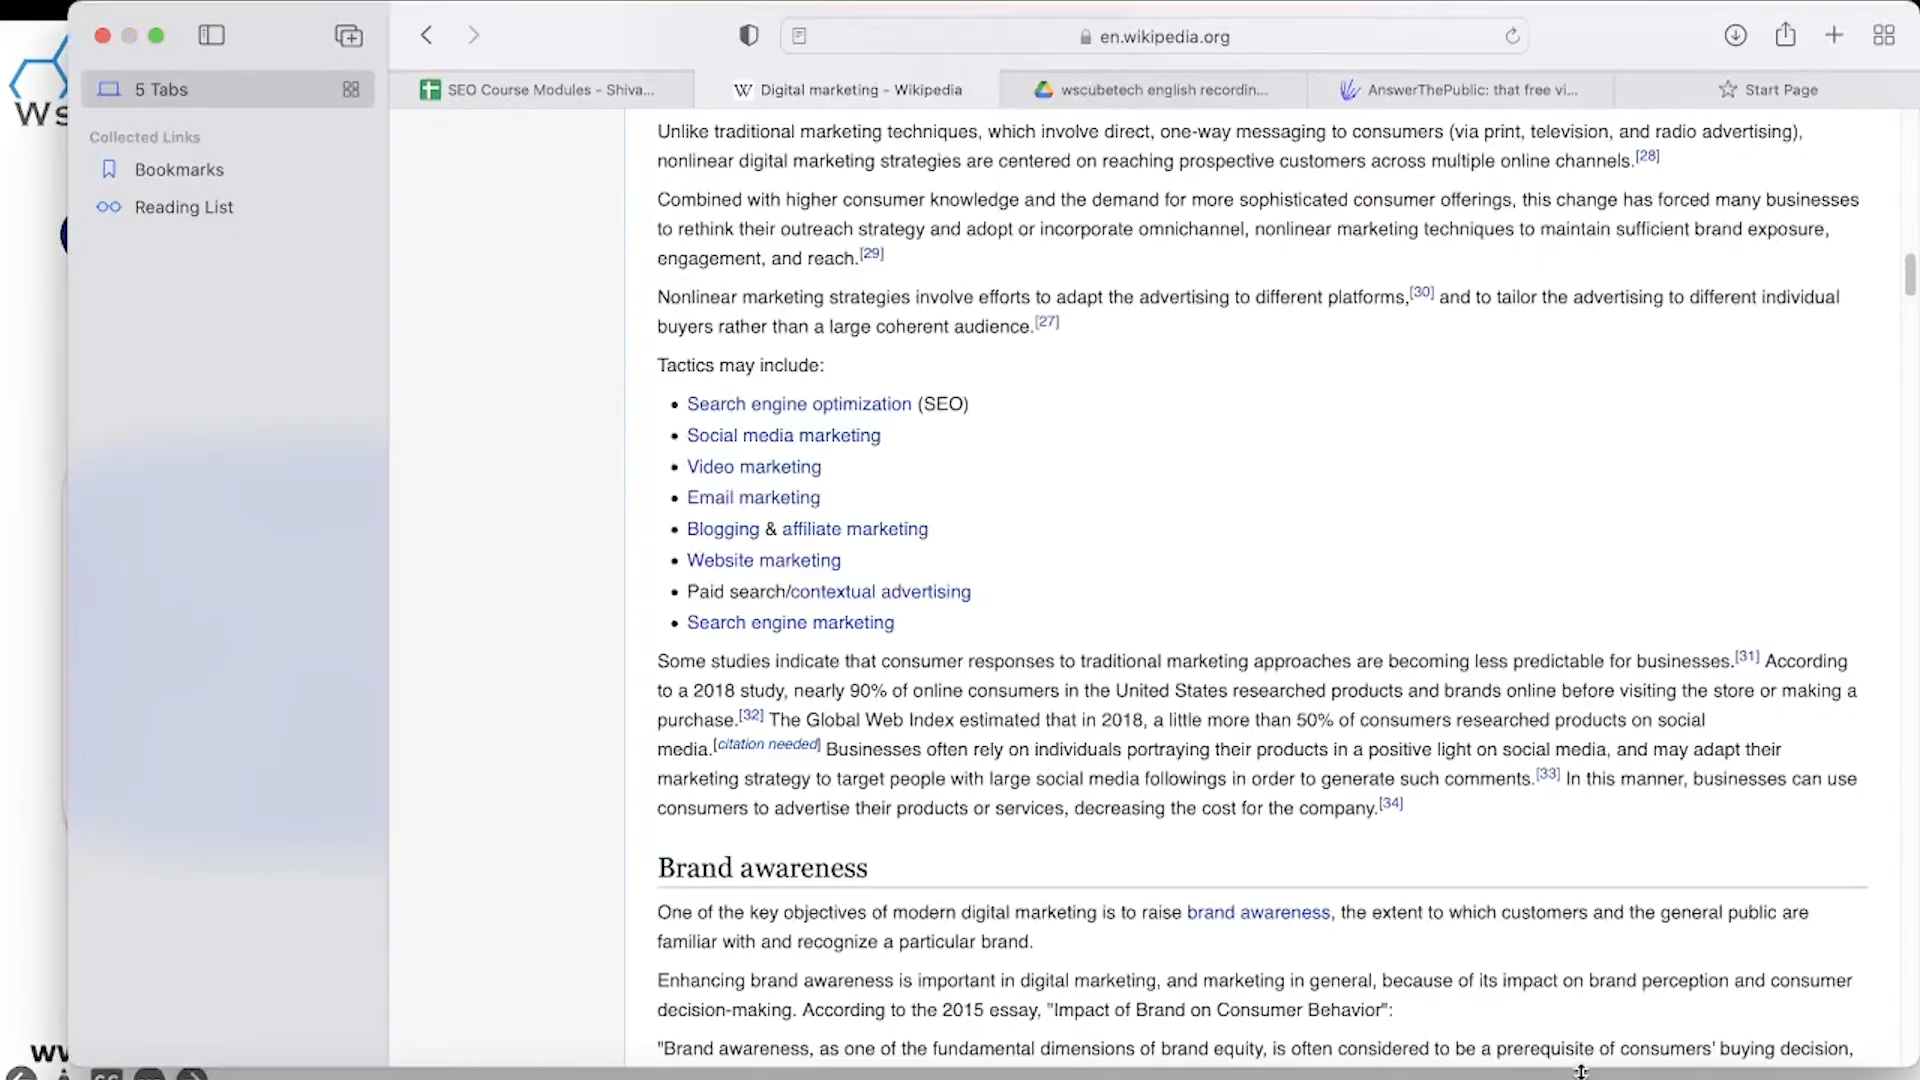 en.wikipedia.org
5 Tabs
SEO Course Modules - Shiva...
Digital marketing - Wikipedia
wscubetech english recordin...
AnswerThePublic: that free vi...
Start Page
Collected Links
Bookmarks
Reading List
Ws
Unlike traditional marketing techniques, which involve direct, one-way messaging to consumers (via print, television, and radio advertising),
nonlinear digital marketing strategies are centered on reaching prospective customers across multiple online channels.[28]
Combined with higher consumer knowledge and the demand for more sophisticated consumer offerings, this change has forced many businesses
to rethink their outreach strategy and adopt or incorporate omnichannel, nonlinear marketing techniques to maintain sufficient brand exposure,
engagement, and reach.[29]
Nonlinear marketing strategies involve efforts to adapt the advertising to different platforms,[30] and to tailor the advertising to different individual
buyers rather than a large coherent audience.[27]
Tactics may include:
• Search engine optimization (SEO)
• Social media marketing
• Video marketing
• Email marketing
• Blogging & affiliate marketing
• Website marketing
• Paid search/contextual advertising
• Search engine marketing
Some studies indicate that consumer responses to traditional marketing approaches are becoming less predictable for businesses.[31] According
to a 2018 study, nearly 90% of online consumers in the United States researched products and brands online before visiting the store or making a
purchase.[32] The Global Web Index estimated that in 2018, a little more than 50% of consumers researched products on social
media.[citation needed] Businesses often rely on individuals portraying their products in a positive light on social media, and may adapt their
marketing strategy to target people with large social media followings in order to generate such comments.[33] In this manner, businesses can use
consumers to advertise their products or services, decreasing the cost for the company.[34]
Brand awareness
One of the key objectives of modern digital marketing is to raise brand awareness, the extent to which customers and the general public are
familiar with and recognize a particular brand.
Enhancing brand awareness is important in digital marketing, and marketing in general, because of its impact on brand perception and consumer
decision-making. According to the 2015 essay, "Impact of Brand on Consumer Behavior":
"Brand awareness, as one of the fundamental dimensions of brand equity, is often considered to be a prerequisite of consumers' buying decision,